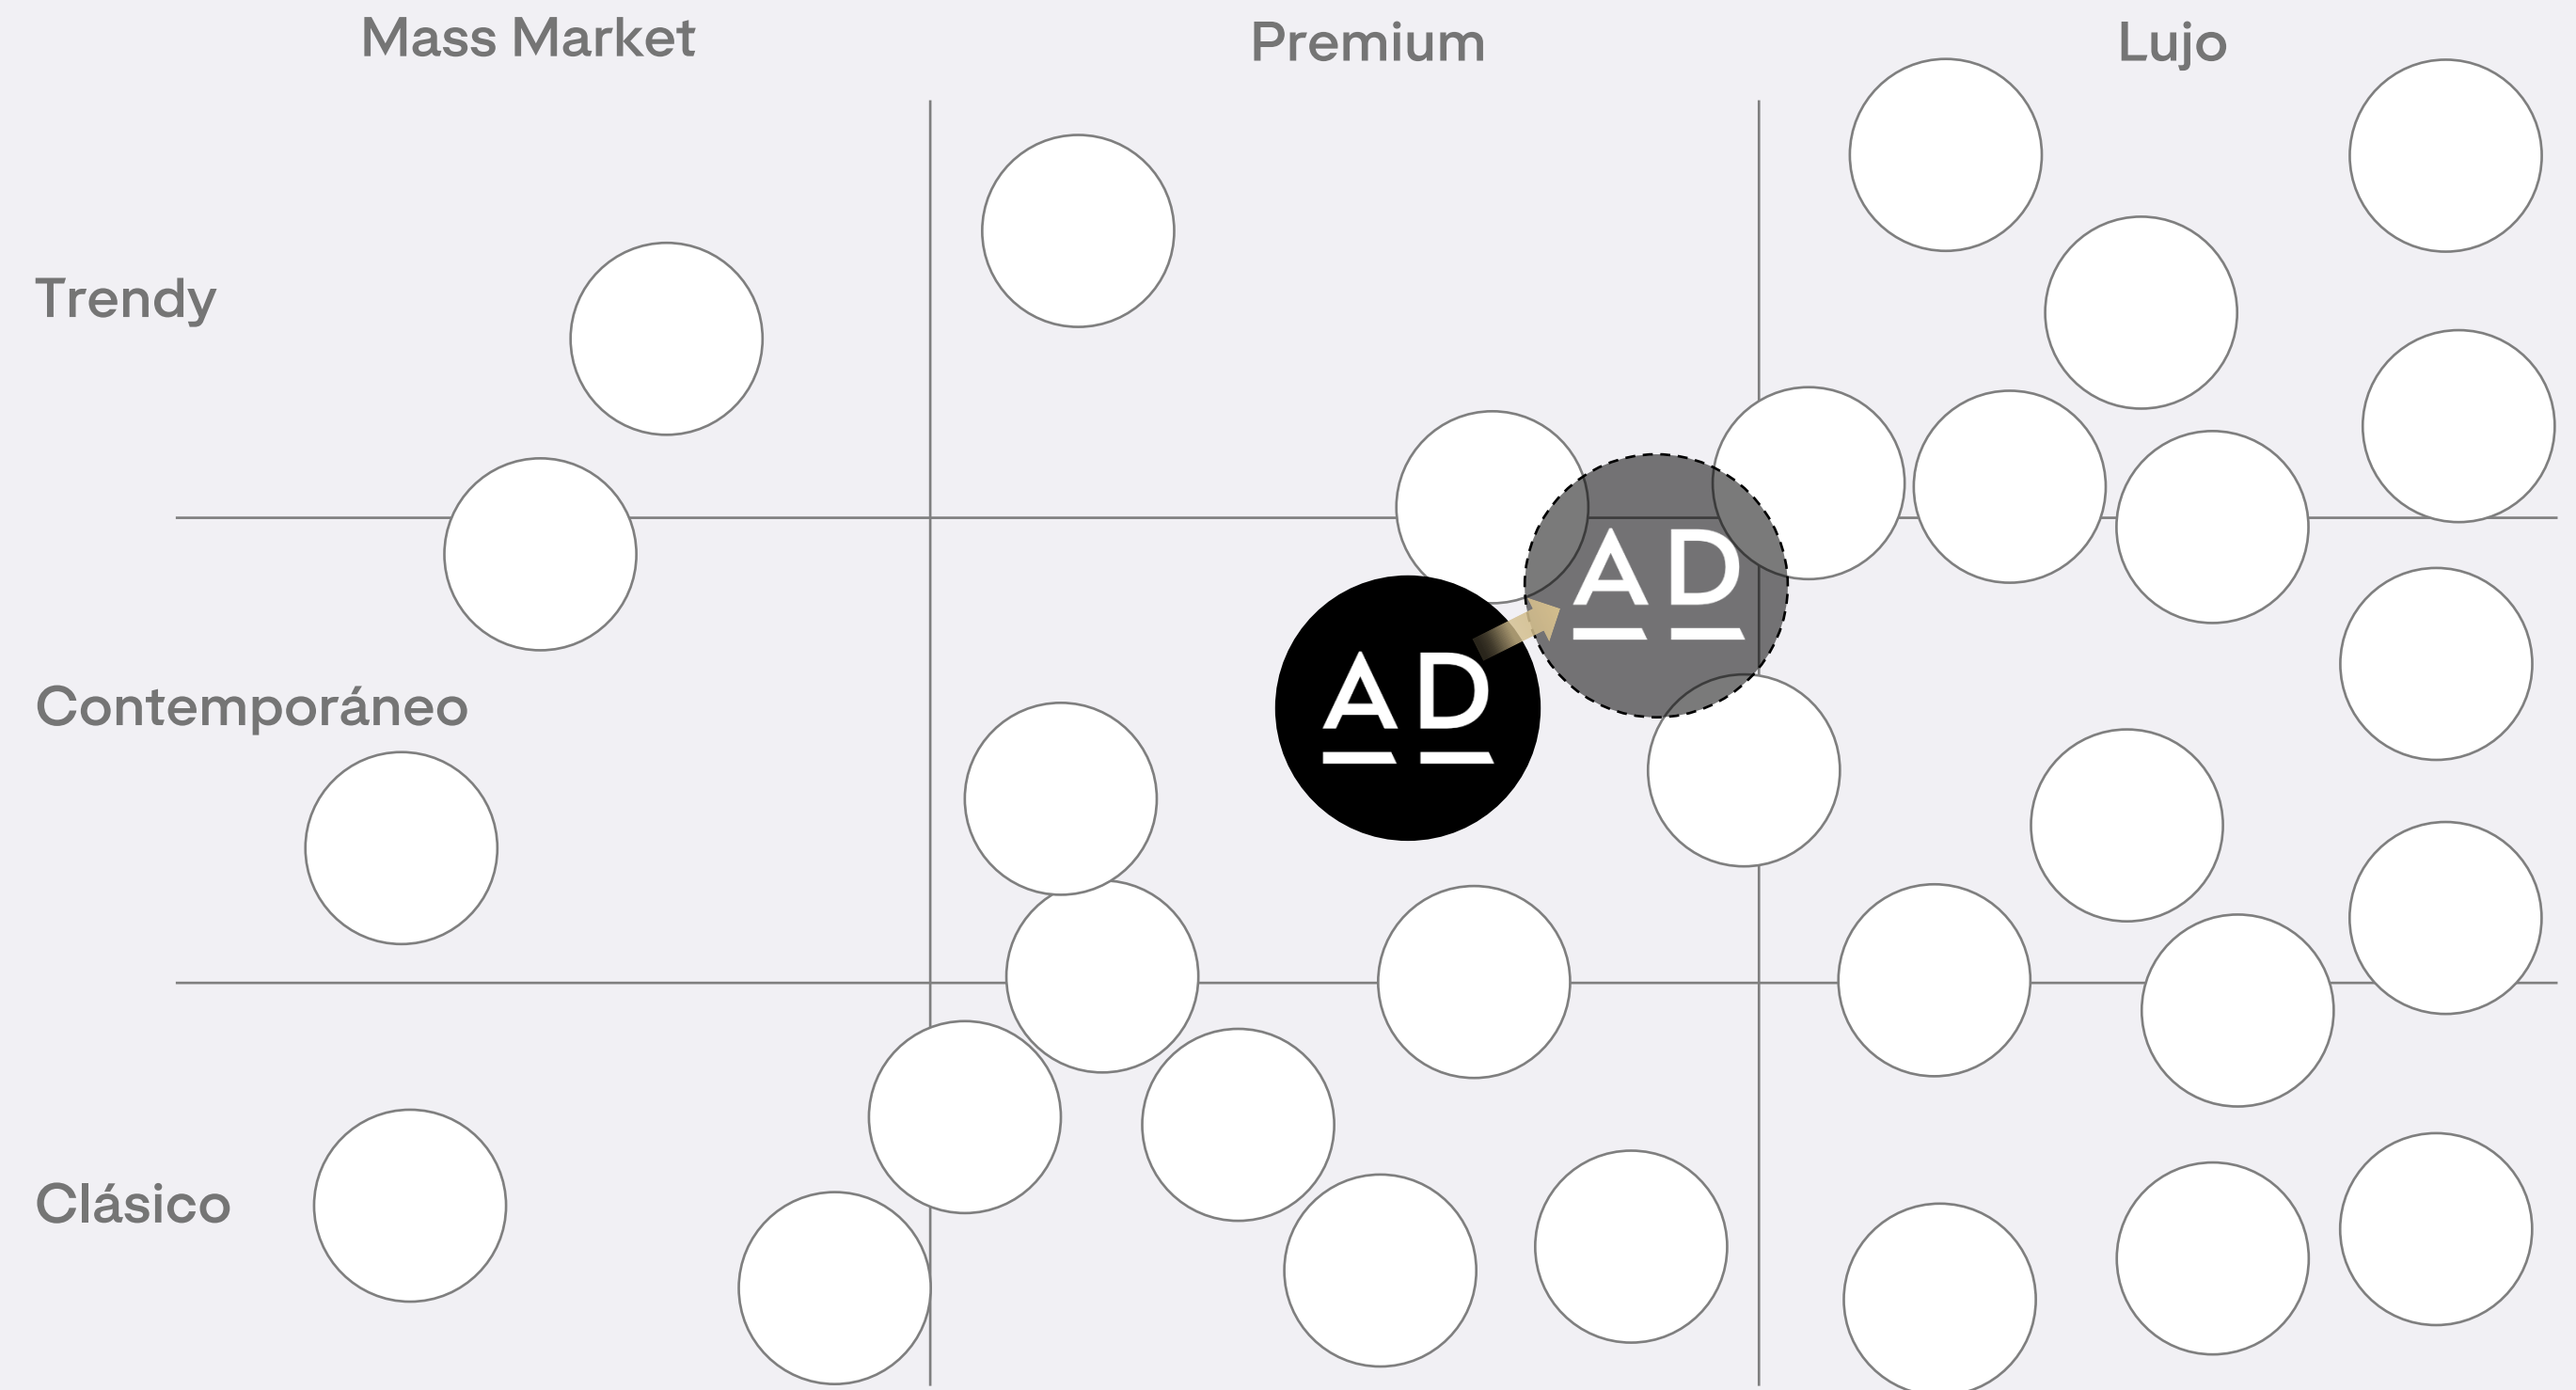 Mass Market Premium Lujo
Trendy
AD
AD
Contemporáneo
Clásico